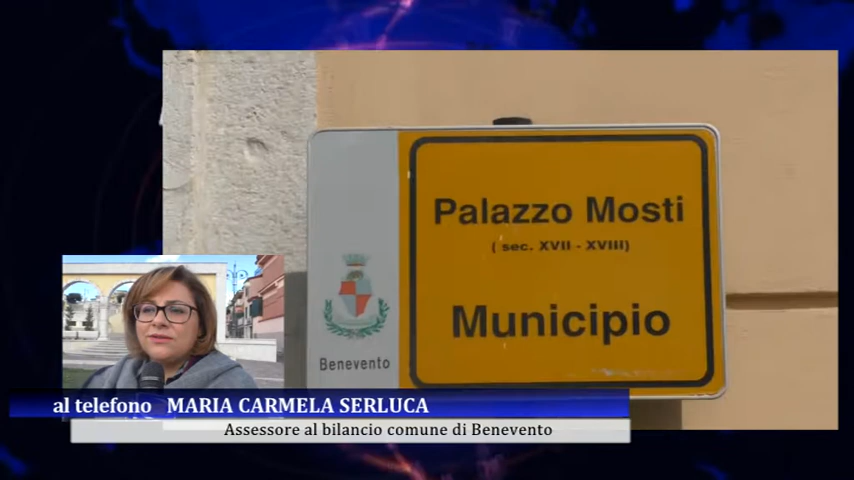 Palazzo Mosti
( sec. XVII - XVIII)
Municipio
Benevento
al telefono MARIA CARMELA SERLUCA
Assessore al bilancio comune di Benevento